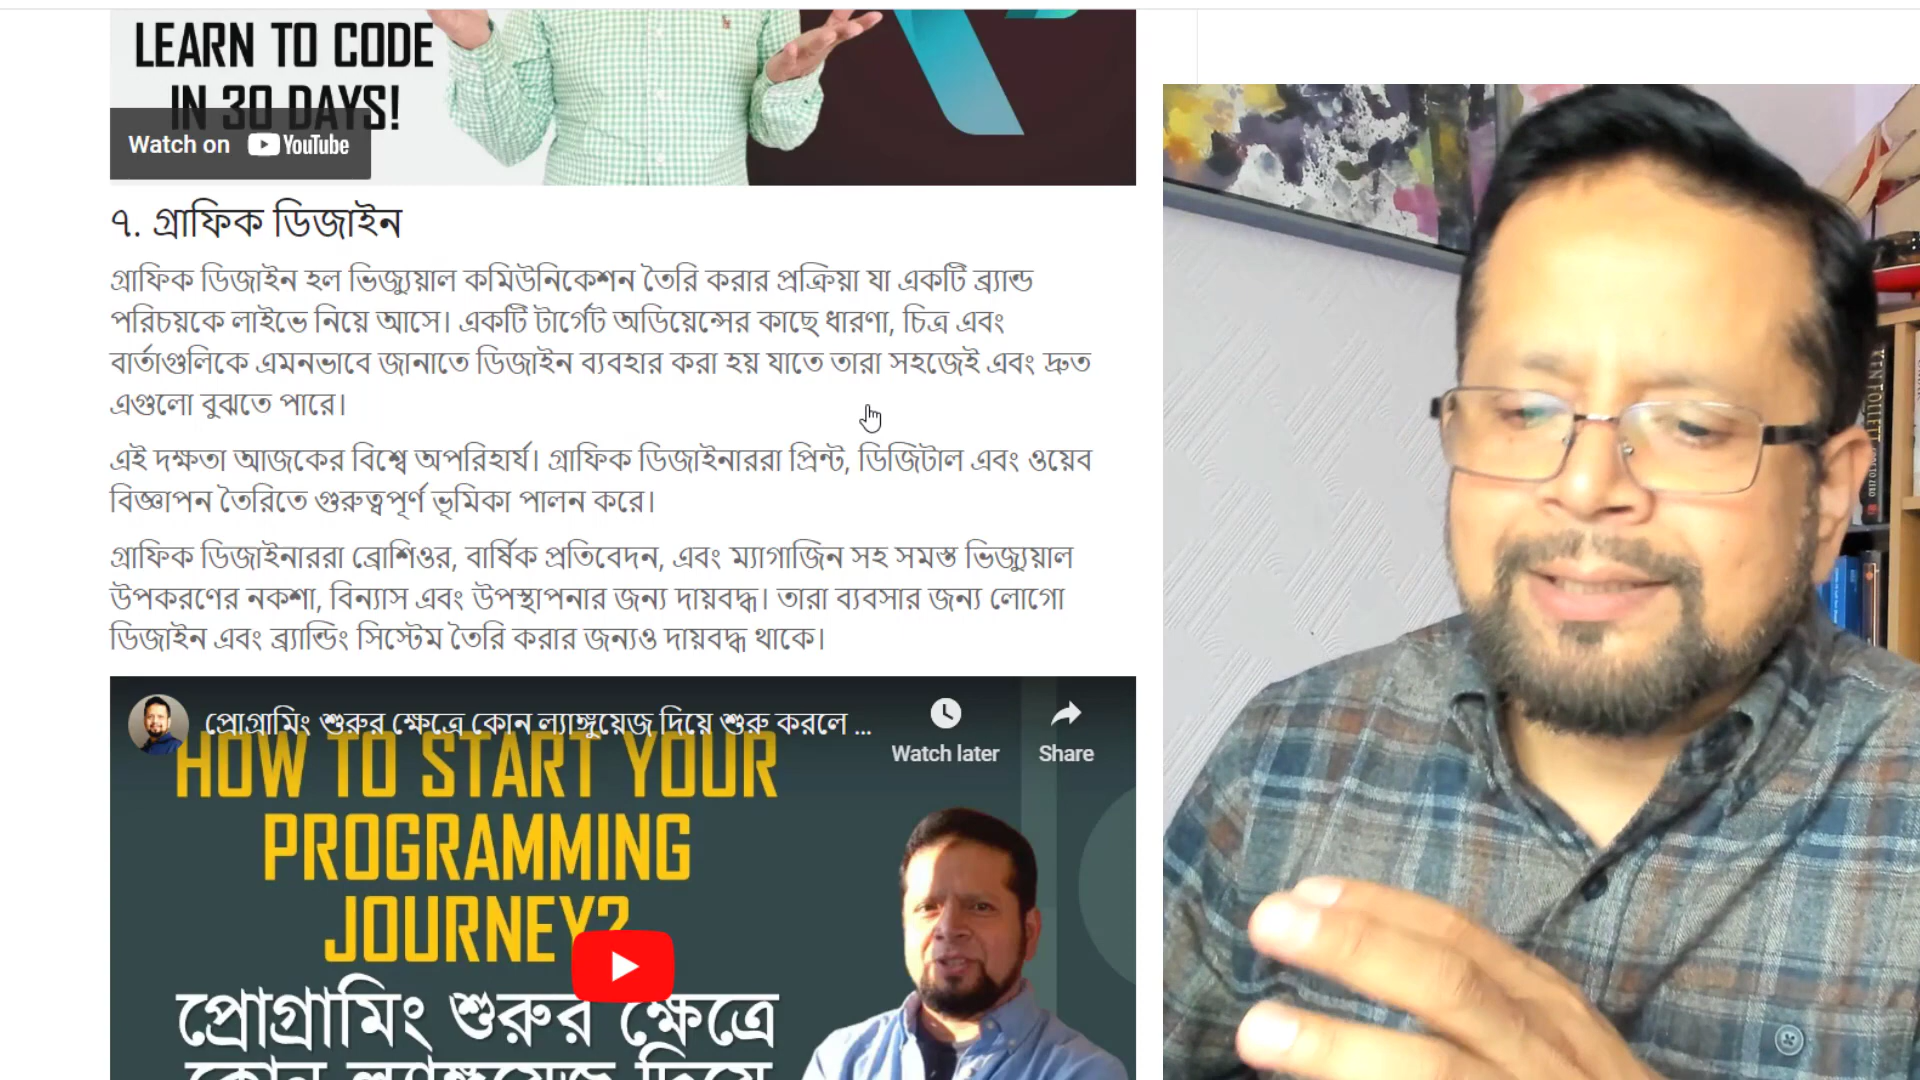 LEARN TO CODE
IN 30 DAYS!
Watch on YouTube
৭. গ্রাফিক ডিজাইন
গ্রাফিক ডিজাইন হল ভিজ্যুয়াল কমিউনিকেশন তৈরি করার প্রক্রিয়া যা একটি ব্র্যান্ড
পরিচয়কে লাইভে নিয়ে আসে। একটি টার্গেট অডিয়েন্সের কাছে ধারণা, চিত্র এবং
বার্তাগুলিকে এমনভাবে জানাতে ডিজাইন ব্যবহার করা হয় যাতে তারা সহজেই এবং দ্রুত
এগুলো বুঝতে পারে।
এই দক্ষতা আজকের বিশ্বে অপরিহার্য। গ্রাফিক ডিজাইনাররা প্রিন্ট, ডিজিটাল এবং ওয়েব
বিজ্ঞাপন তৈরিতে গুরুত্বপূর্ণ ভূমিকা পালন করে।
গ্রাফিক ডিজাইনাররা ব্রোশিওর, বার্ষিক প্রতিবেদন, এবং ম্যাগাজিন সহ সমস্ত ভিজ্যুয়াল
উপকরণের নকশা, বিন্যাস এবং উপস্থাপনার জন্য দায়বদ্ধ। তারা ব্যবসার জন্য লোগো
ডিজাইন এবং ব্র্যান্ডিং সিস্টেম তৈরি করার জন্যও দায়বদ্ধ থাকে।
প্রোগ্রামিং শুরুর ক্ষেত্রে কোন ল্যাঙ্গুয়েজ দিয়ে শুরু করলে ...
Watch later
Share
HOW TO START YOUR
PROGRAMMING
JOURNEY?
প্রোগ্রামিং শুরুর ক্ষেত্রে
কোন ল্যাঙ্গুয়েজ দিয়ে
KEN FOLLETT